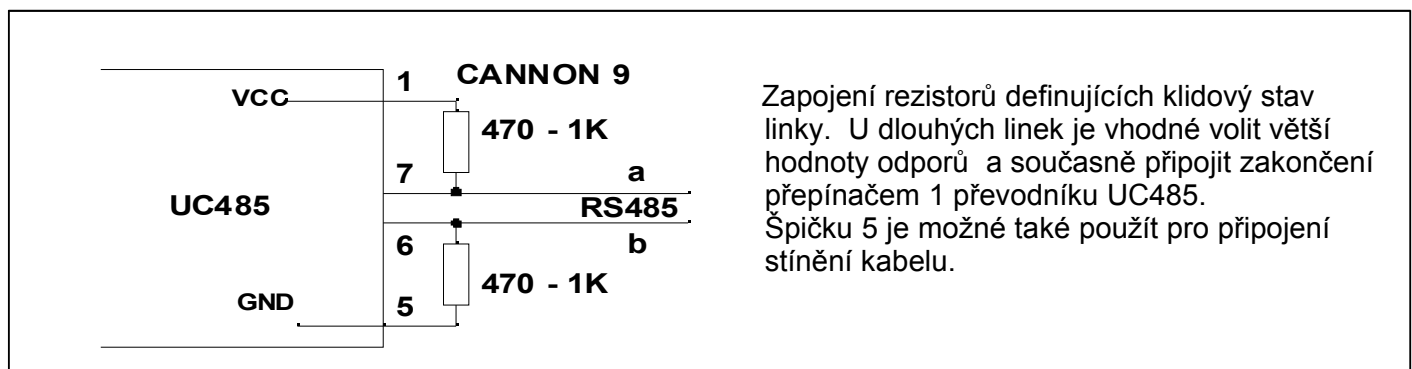 1 CANNON 9
VCC
470 - 1K
7 a
UC485 RS485
6 b
470 - 1K
GND 5
Zapojení rezistorů definujících klidový stav
linky. U dlouhých linek je vhodné volit větší
hodnoty odporů a současně připojit zakončení
přepínačem 1 převodníku UC485.
Špičku 5 je možné také použít pro připojení
stínění kabelu.